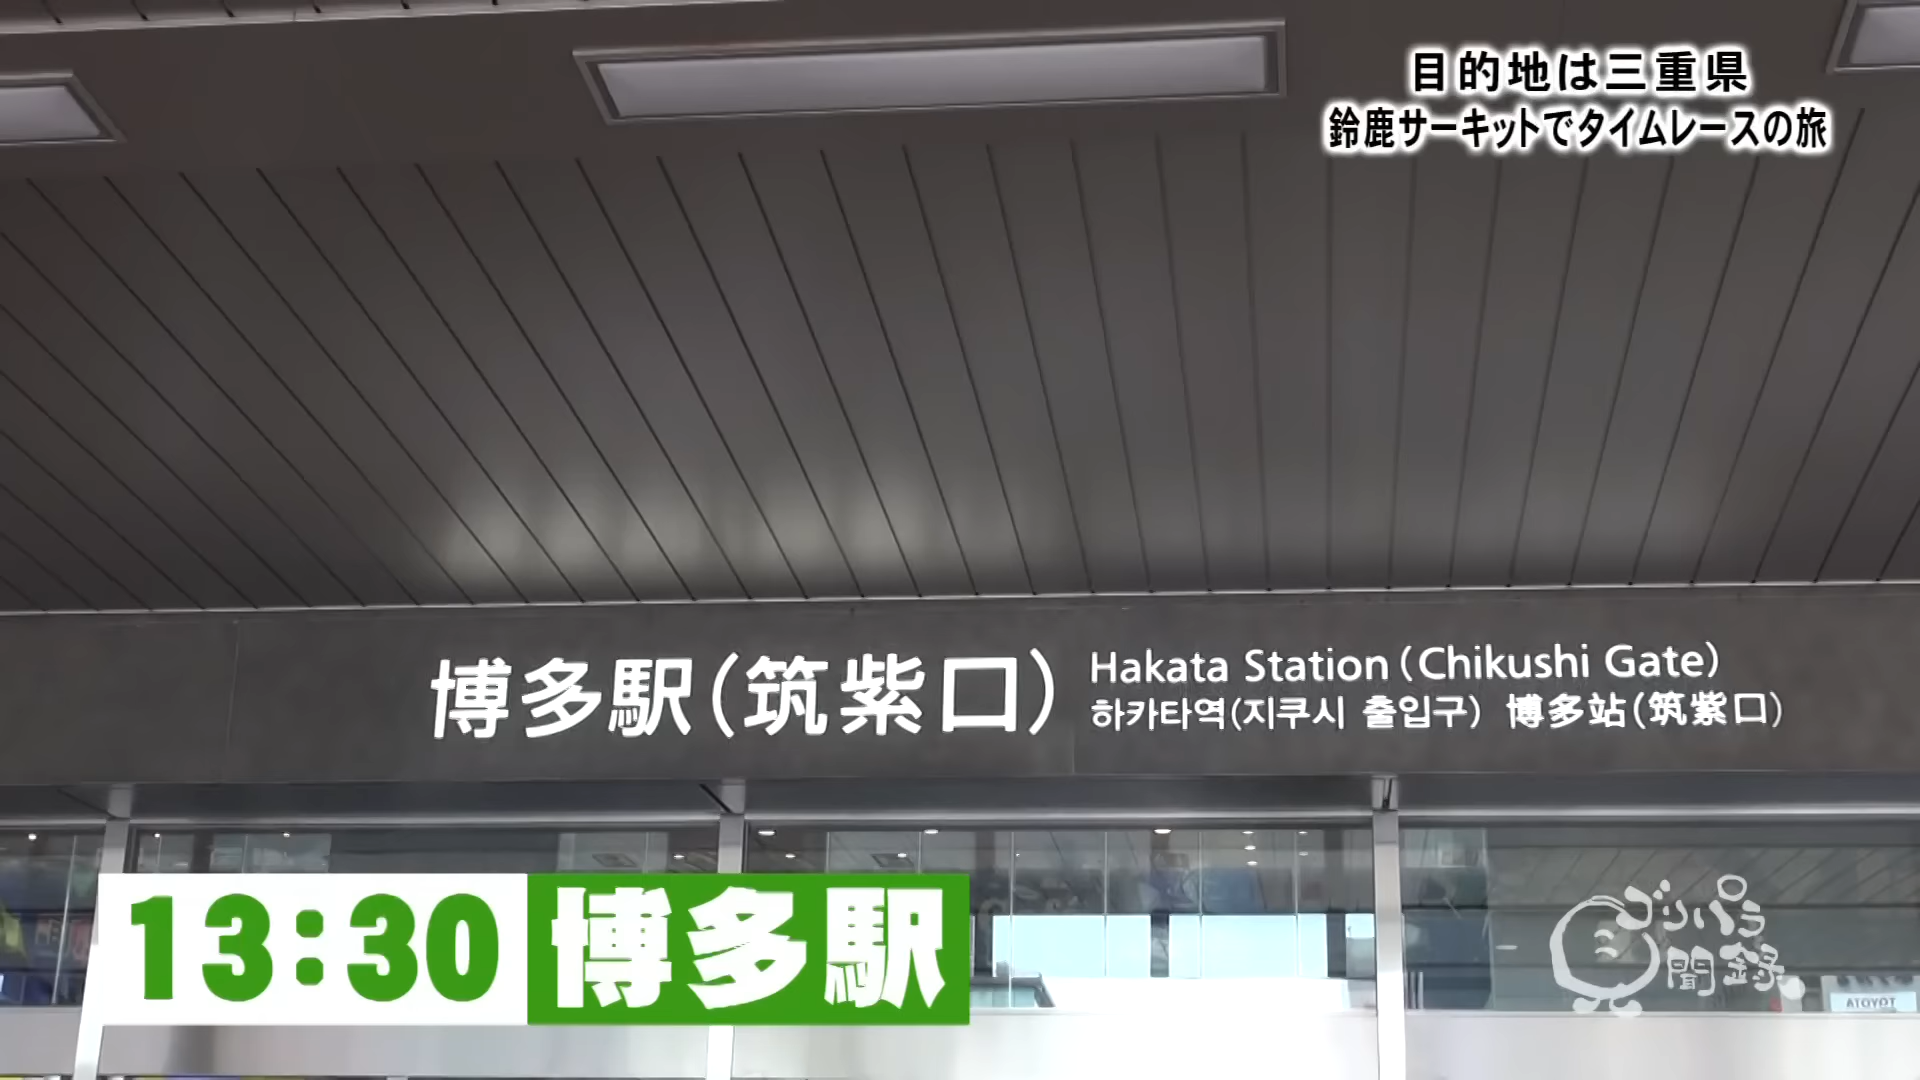 目的地は三重県
鈴鹿サーキットでタイムレースの旅
博多駅(筑紫口)
Hakata Station (Chikushi Gate)
하카타역(지쿠시 출입구) 博多站(筑紫口)
13:30 博多駅
ゴリパラ
見聞録